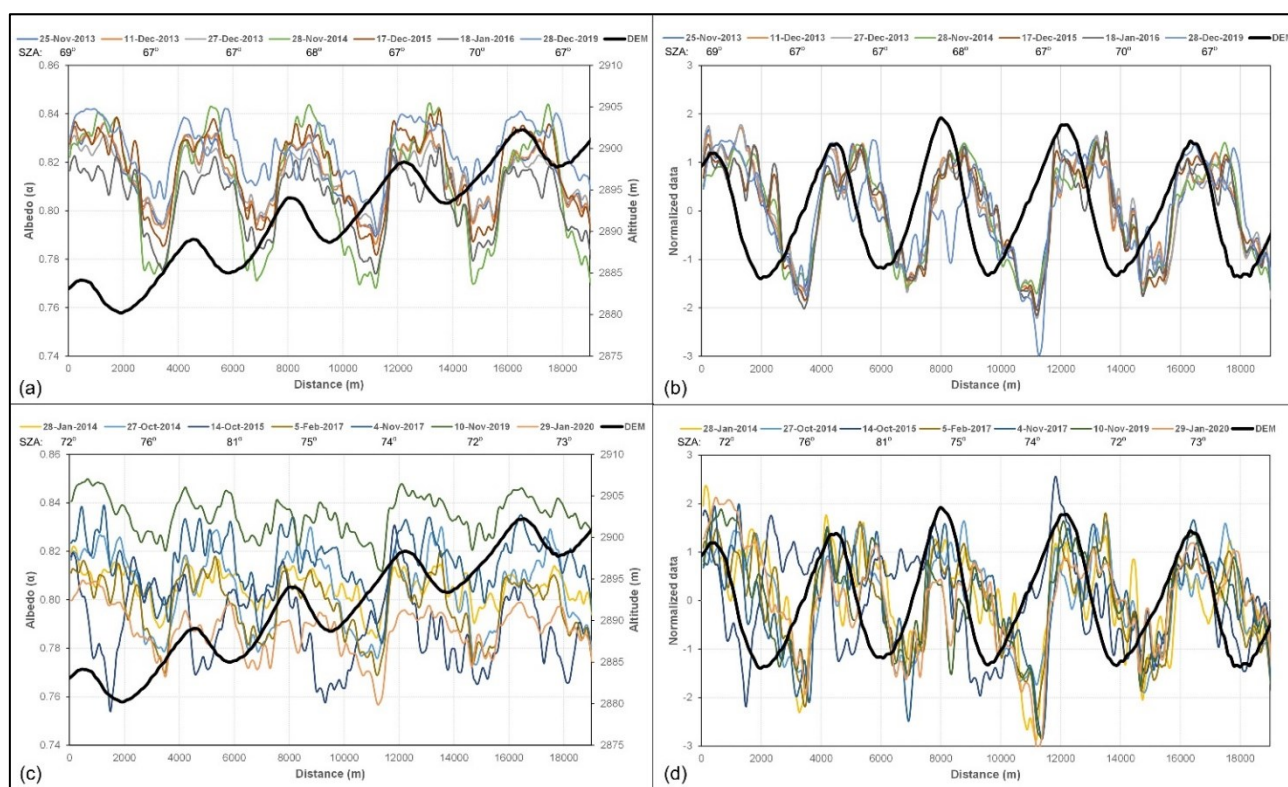 25-Nov-2013 11-Dec-2013 27-Dec-2013 28-Nov-2014 17-Dec-2015 18-Jan-2016 28-Dec-2019 DEM
SZA: 69° 67° 67° 68° 67° 70° 67°
0.86 2910
0.84 2905
2900
0.82
2895
0.80 2890
0.78 2885
2880
0.76
0.74 2875
0 2000 4000 6000 8000 10000 12000 14000 16000 18000
Albedo (α)
Altitude (m)
Distance (m)
(a)
25-Nov-2013 11-Dec-2013 27-Dec-2013 28-Nov-2014 17-Dec-2015 18-Jan-2016 28-Dec-2019 DEM
SZA: 69° 67° 67° 68° 67° 70° 67°
3
2
1
0
-1
-2
-3
0 2000 4000 6000 8000 10000 12000 14000 16000 18000
Normalized data
Distance (m)
(b)
28-Jan-2014 27-Oct-2014 14-Oct-2015 5-Feb-2017 4-Nov-2017 10-Nov-2019 29-Jan-2020 DEM
SZA: 72° 76° 81° 75° 74° 72° 73°
0.86 2910
0.84 2905
2900
0.82
2895
0.80 2890
0.78 2885
2880
0.76
0.74 2875
0 2000 4000 6000 8000 10000 12000 14000 16000 18000
Albedo (α)
Altitude (m)
Distance (m)
(c)
28-Jan-2014 27-Oct-2014 14-Oct-2015 5-Feb-2017 4-Nov-2017 10-Nov-2019 29-Jan-2020 DEM
SZA: 72° 76° 81° 75° 74° 72° 73°
3
2
1
0
-1
-2
-3
0 2000 4000 6000 8000 10000 12000 14000 16000 18000
Normalized data
Distance (m)
(d)